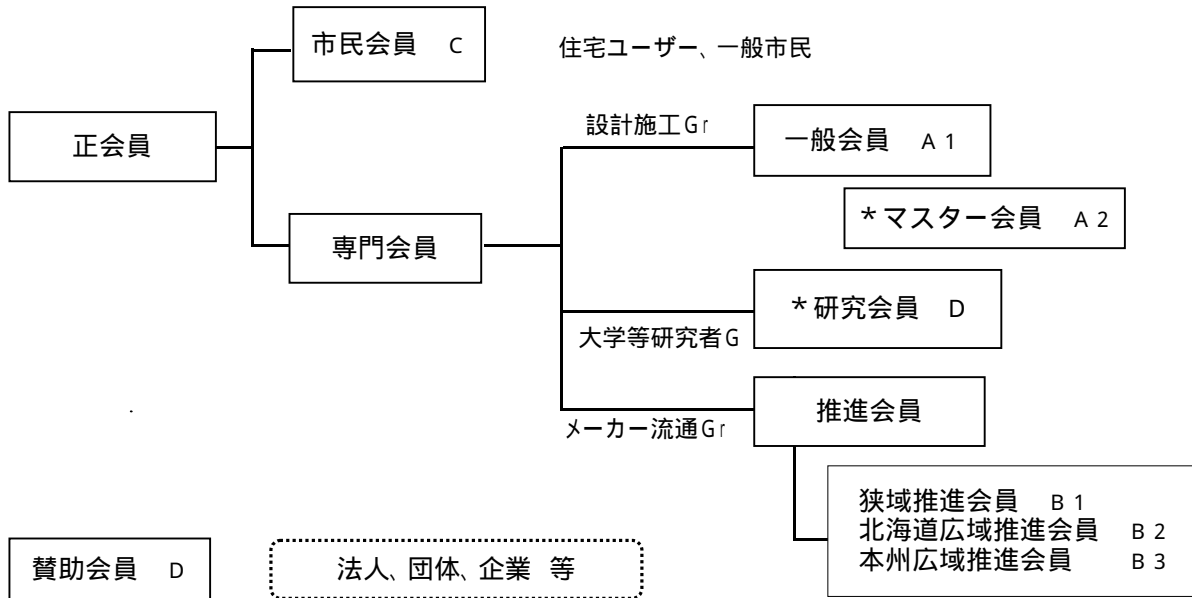 市民会員 C
住宅ユーザー、一般市民
正会員
設計施工Gr
一般会員 A1
*マスター会員 A2
専門会員
*研究会員 D
大学等研究者G
推進会員
メーカー流通Gr
狭域推進会員 B1
北海道広域推進会員 B2
本州広域推進会員 B3
賛助会員 D
法人、団体、企業 等